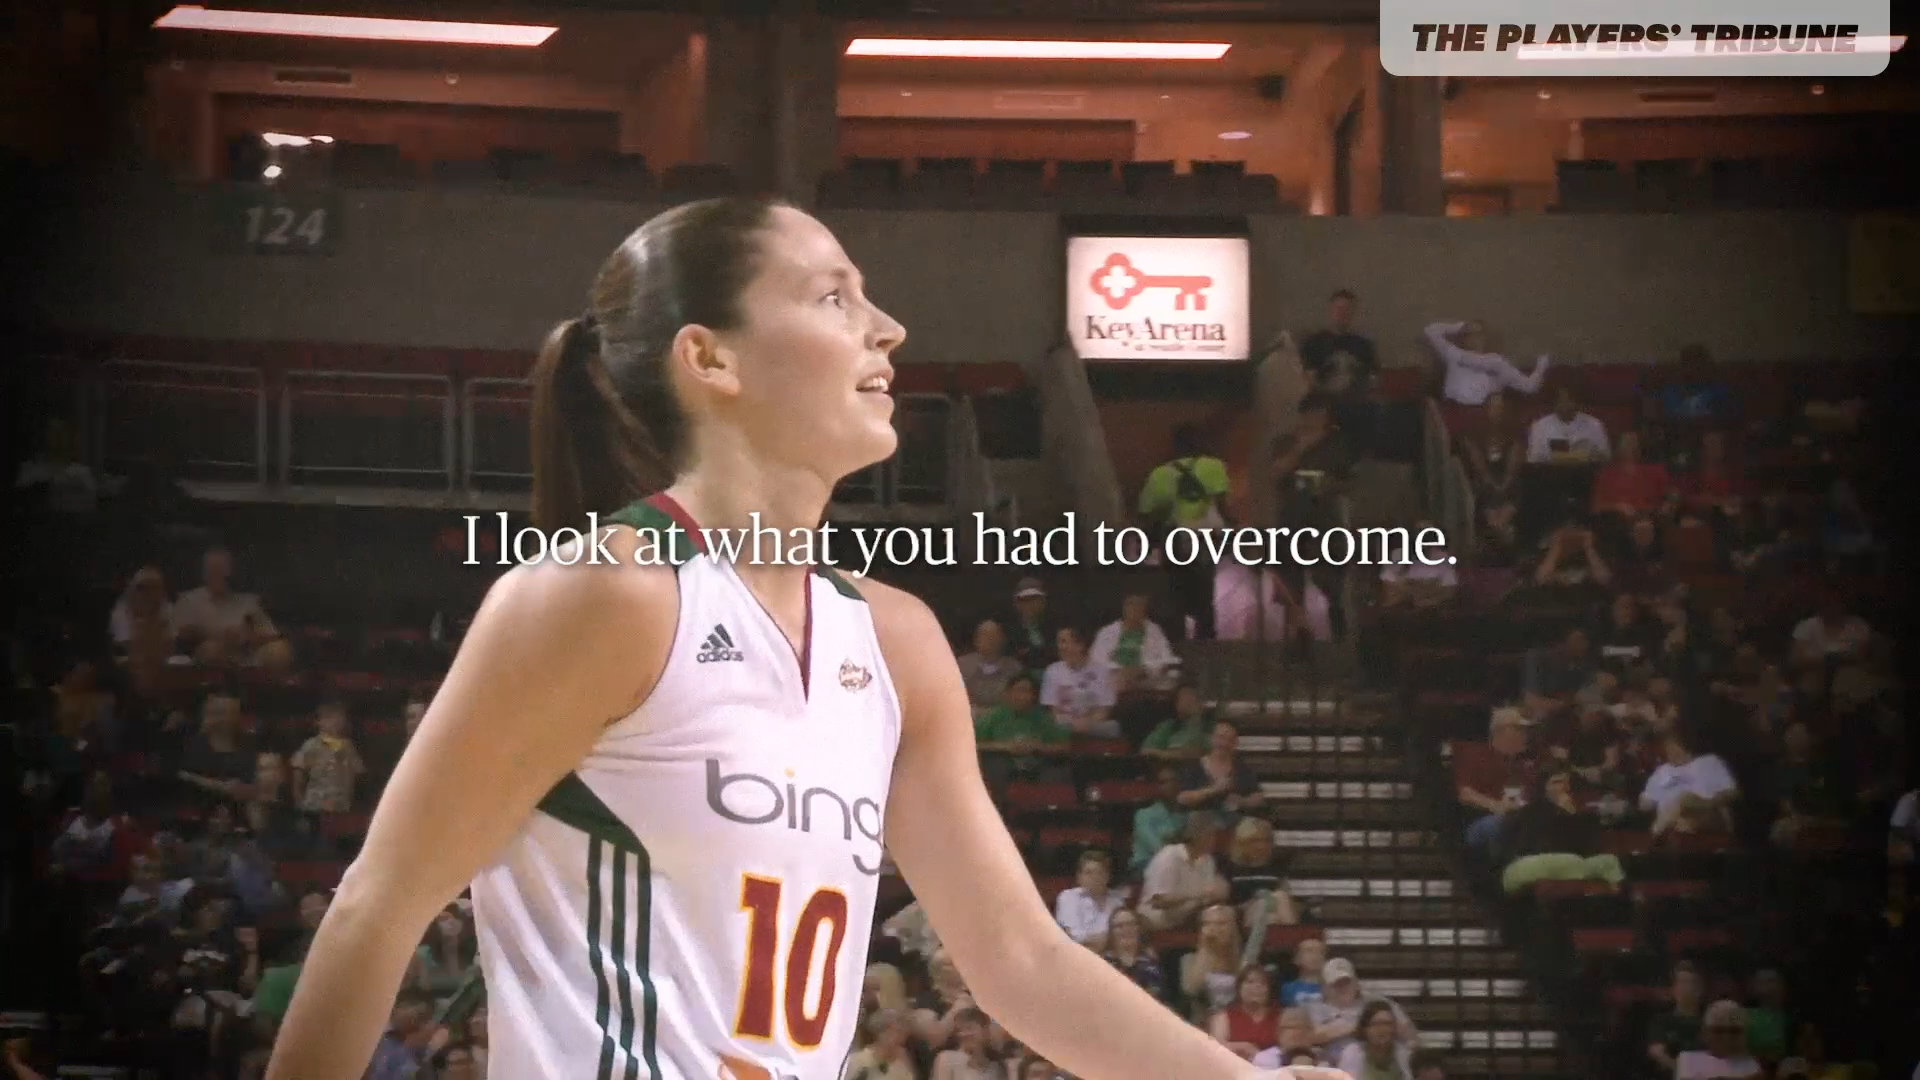 THE PLAYERS' TRIBUNE
124
KeyArena
I look at what you had to overcome.
adidas
bing
10